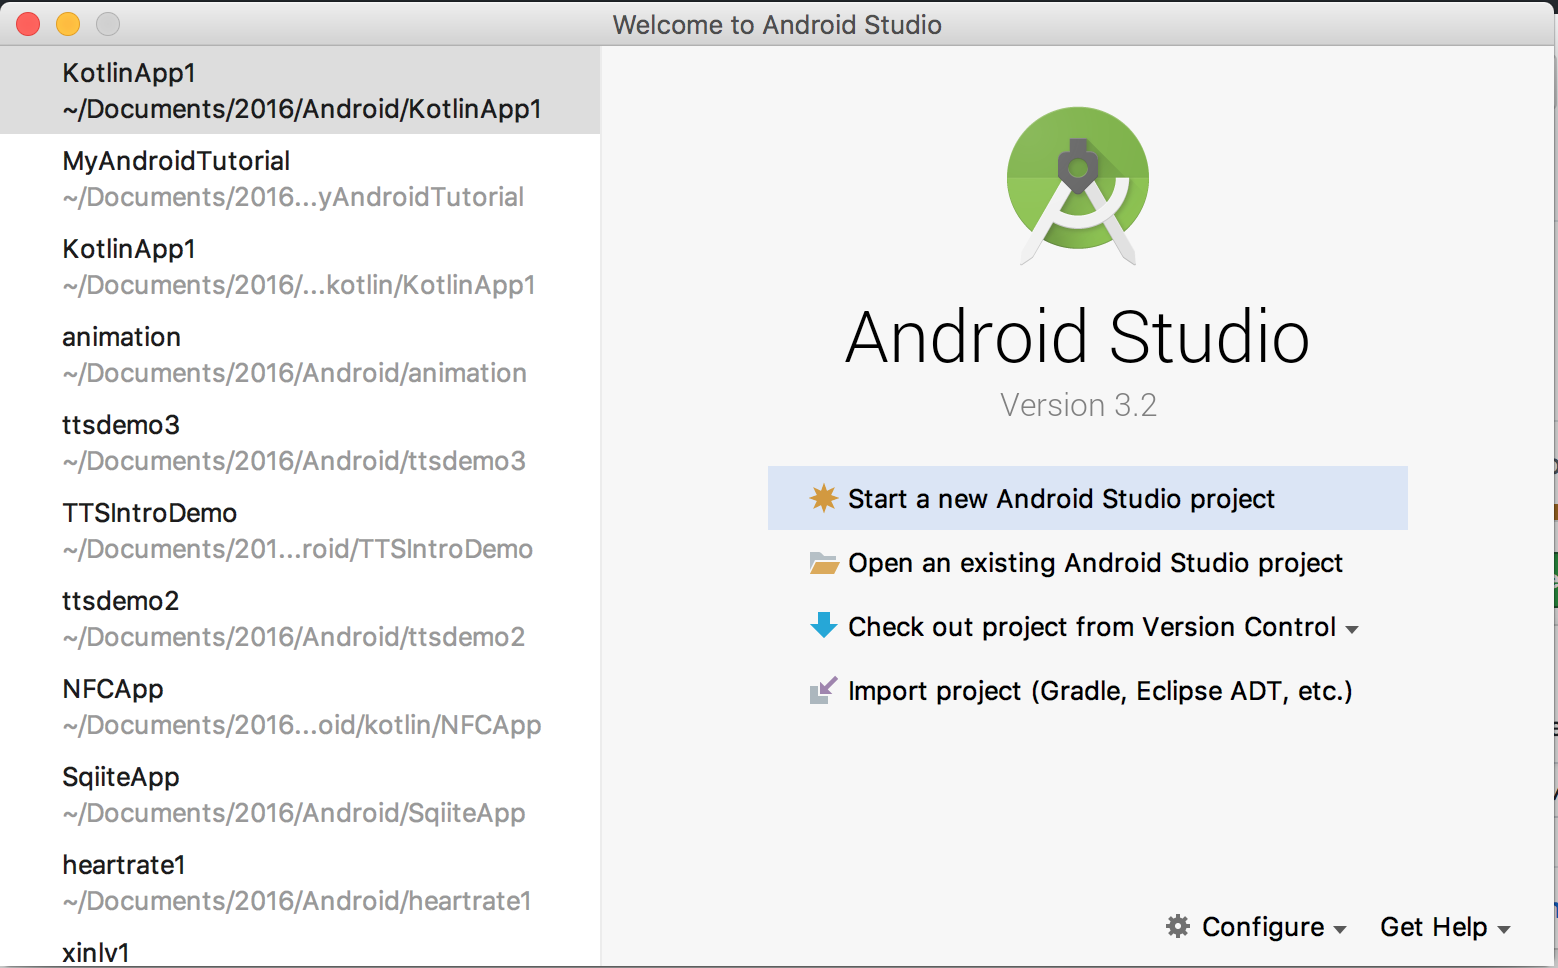 Welcome to Android Studio
KotlinApp1
~/Documents/2016/Android/KotlinApp1
MyAndroidTutorial
~/Documents/2016...yAndroidTutorial
KotlinApp1
~/Documents/2016/...kotlin/KotlinApp1
animation
~/Documents/2016/Android/animation
ttsdemo3
~/Documents/2016/Android/ttsdemo3
TTSIntroDemo
~/Documents/201...roid/TTSIntroDemo
ttsdemo2
~/Documents/2016/Android/ttsdemo2
NFCApp
~/Documents/2016...oid/kotlin/NFCApp
SqiiteApp
~/Documents/2016/Android/SqiiteApp
heartrate1
~/Documents/2016/Android/heartrate1
xinlv1
Android Studio
Version 3.2
Start a new Android Studio project
Open an existing Android Studio project
Check out project from Version Control
Import project (Gradle, Eclipse ADT, etc.)
Configure
Get Help